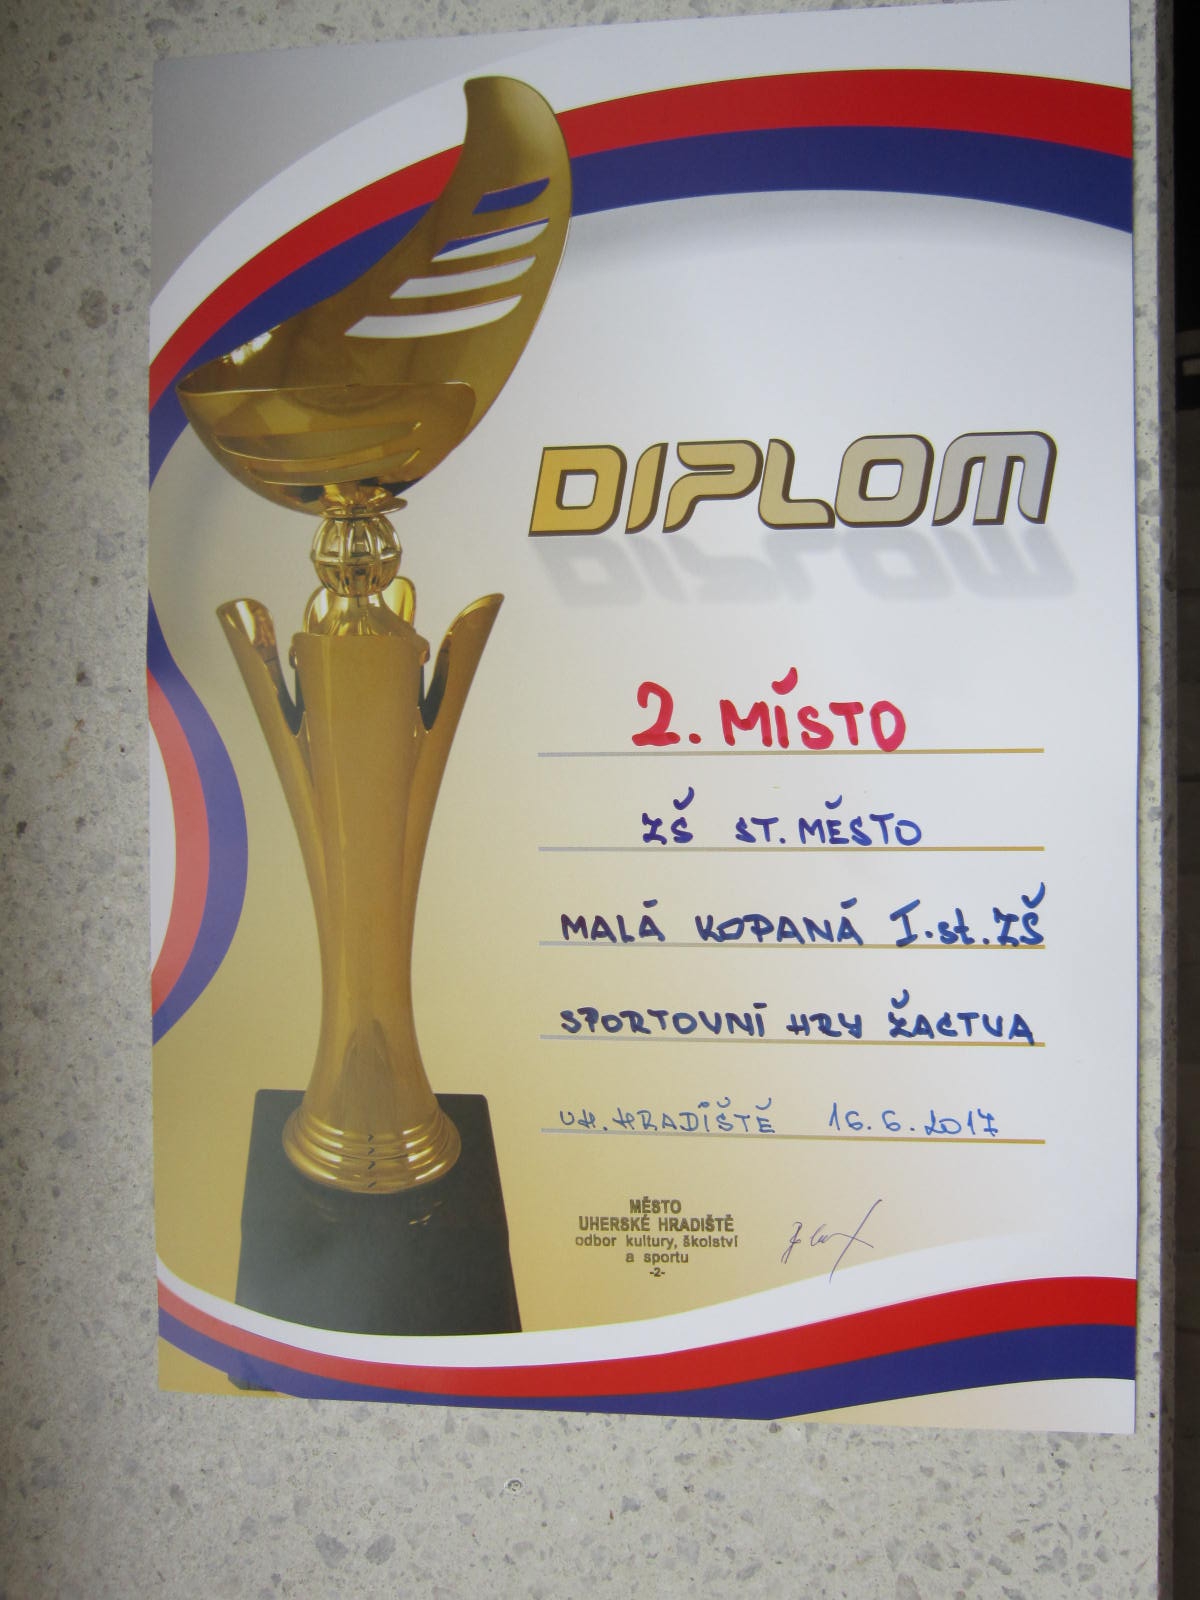 DIPLOM
2. MÍSTO
ZŠ ST. MĚSTO
MALÁ KOPANÁ I.st. ZŠ
SPORTOVNÍ HRY ŽACTVA
UH. HRADIŠTĚ 16.6.2017
MĚSTO
UHERSKÉ HRADIŠTĚ
odbor kultury, školství
a sportu
-2-